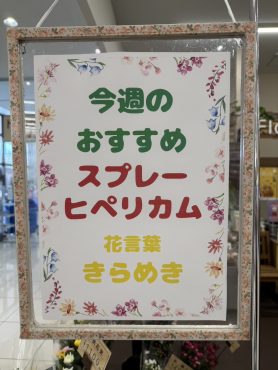 今週の
おすすめ
スプレー
ヒペリカム
花言葉
きらめき